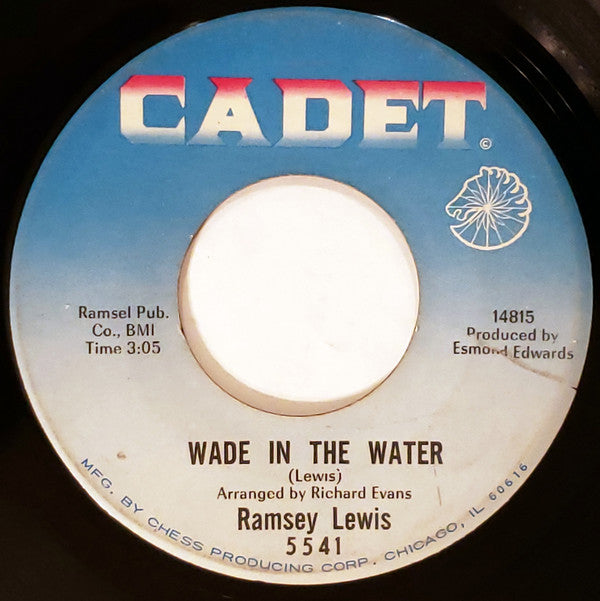 CADET
©
Ramsel Pub.
Co., BMI
Time 3:05
14815
Produced by
Esmond Edwards
WADE IN THE WATER
(Lewis)
Arranged by Richard Evans
Ramsey Lewis
5541
MFG. BY CHESS PRODUCING CORP. CHICAGO, IL 60616